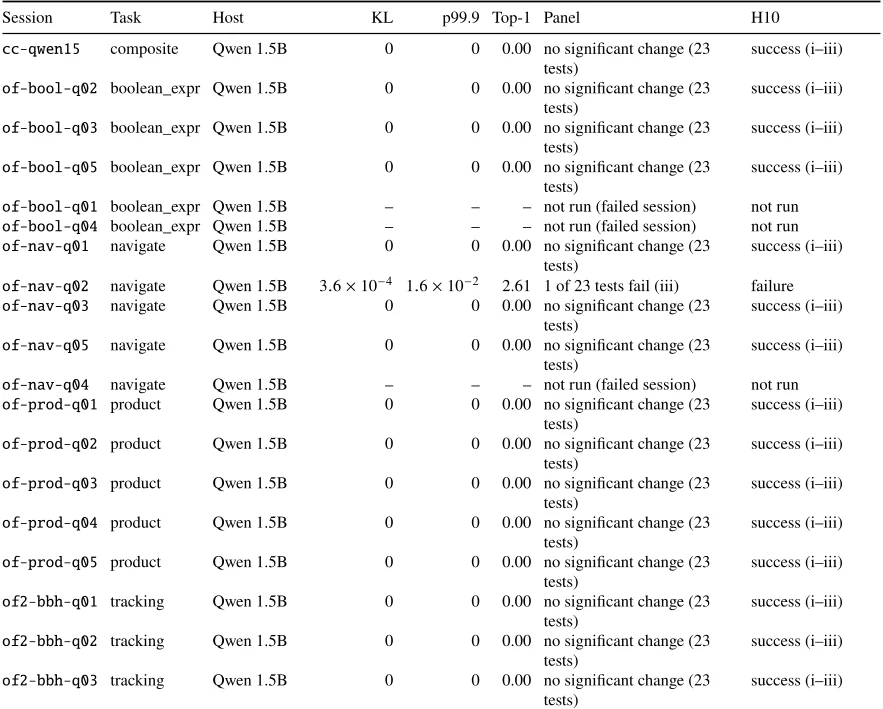 Session Task Host KL p99.9 Top-1 Panel H10
cc-qwen15 composite Qwen 1.5B 0 0 0.00 no significant change (23 success (i–iii)
tests)
of-bool-q02 boolean_expr Qwen 1.5B 0 0 0.00 no significant change (23 success (i–iii)
tests)
of-bool-q03 boolean_expr Qwen 1.5B 0 0 0.00 no significant change (23 success (i–iii)
tests)
of-bool-q05 boolean_expr Qwen 1.5B 0 0 0.00 no significant change (23 success (i–iii)
tests)
of-bool-q01 boolean_expr Qwen 1.5B – – – not run (failed session) not run
of-bool-q04 boolean_expr Qwen 1.5B – – – not run (failed session) not run
of-nav-q01 navigate Qwen 1.5B 0 0 0.00 no significant change (23 success (i–iii)
tests)
of-nav-q02 navigate Qwen 1.5B 3.6 × 10⁻⁴ 1.6 × 10⁻² 2.61 1 of 23 tests fail (iii) failure
of-nav-q03 navigate Qwen 1.5B 0 0 0.00 no significant change (23 success (i–iii)
tests)
of-nav-q05 navigate Qwen 1.5B 0 0 0.00 no significant change (23 success (i–iii)
tests)
of-nav-q04 navigate Qwen 1.5B – – – not run (failed session) not run
of-prod-q01 product Qwen 1.5B 0 0 0.00 no significant change (23 success (i–iii)
tests)
of-prod-q02 product Qwen 1.5B 0 0 0.00 no significant change (23 success (i–iii)
tests)
of-prod-q03 product Qwen 1.5B 0 0 0.00 no significant change (23 success (i–iii)
tests)
of-prod-q04 product Qwen 1.5B 0 0 0.00 no significant change (23 success (i–iii)
tests)
of-prod-q05 product Qwen 1.5B 0 0 0.00 no significant change (23 success (i–iii)
tests)
of2-bbh-q01 tracking Qwen 1.5B 0 0 0.00 no significant change (23 success (i–iii)
tests)
of2-bbh-q02 tracking Qwen 1.5B 0 0 0.00 no significant change (23 success (i–iii)
tests)
of2-bbh-q03 tracking Qwen 1.5B 0 0 0.00 no significant change (23 success (i–iii)
tests)